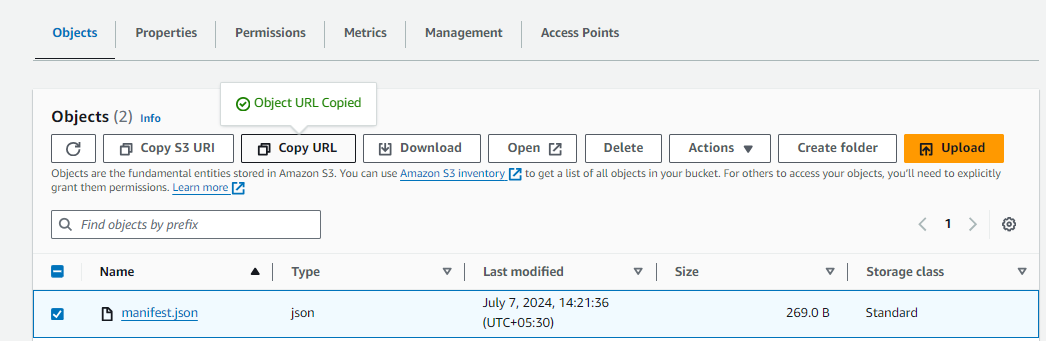 Objects Properties Permissions Metrics Management Access Points
Object URL Copied
Objects (2) Info
Copy S3 URI Copy URL Download Open Delete Actions Create folder Upload
Objects are the fundamental entities stored in Amazon S3. You can use Amazon S3 inventory to get a list of all objects in your bucket. For others to access your objects, you'll need to explicitly
grant them permissions. Learn more
Find objects by prefix 1
Name Type Last modified Size Storage class
manifest.json json July 7, 2024, 14:21:36 (UTC+05:30) 269.0 B Standard